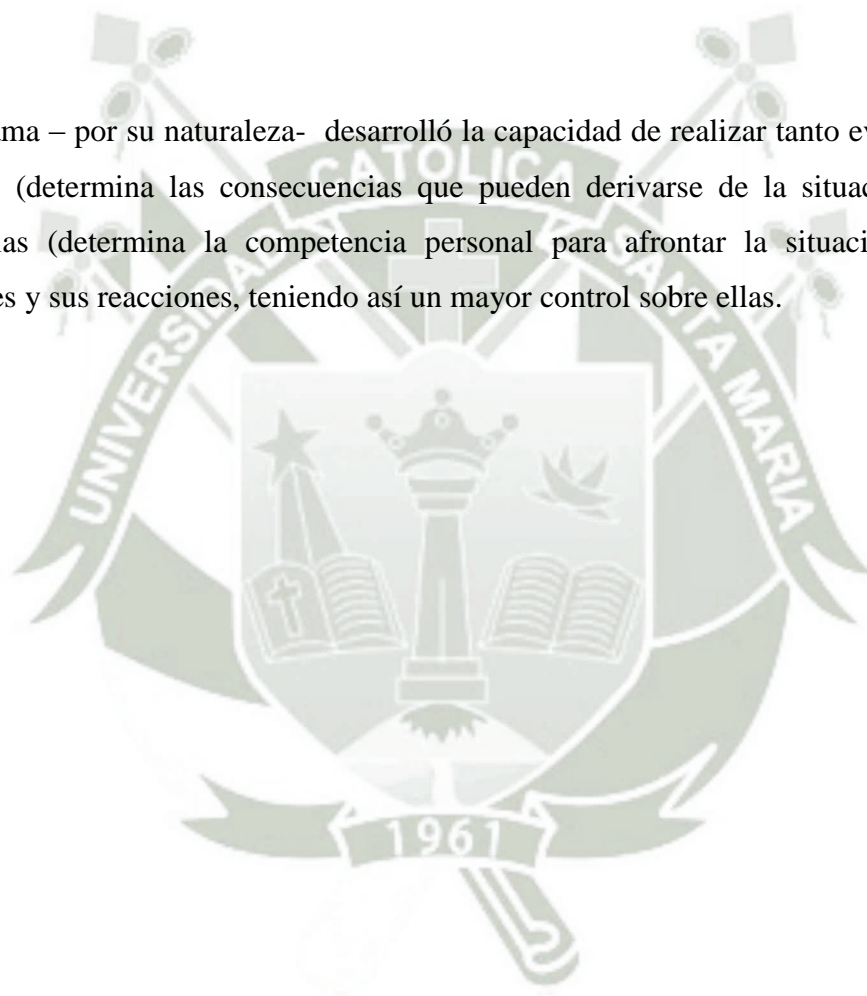 ama – por su naturaleza- desarrolló la capacidad de realizar tanto ev
(determina las consecuencias que pueden derivarse de la situac
las (determina la competencia personal para afrontar la situaci
es y sus reacciones, teniendo así un mayor control sobre ellas.
UNIVERSIDAD CATOLICA SANTA MARIA
1961